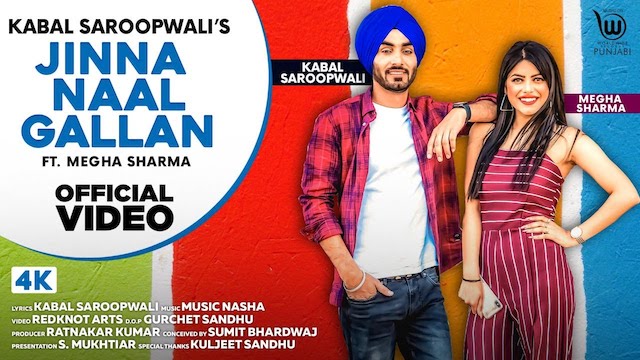 KABAL SAROOPWALI'S
JINNA
NAAL
GALLAN
FT. MEGHA SHARMA
OFFICIAL
VIDEO
4K
KABAL
SAROOPWALI
MEGHA
SHARMA
W
PUNJABI
LYRICS KABAL SAROOPWALI MUSIC MUSIC NASHA
VIDEO REDKNOT ARTS D.O.P GURCHET SANDHU
PRODUCER RATNAKAR KUMAR CONCEIVED BY SUMIT BHARDWAJ
PRESENTATION S. MUKHTIAR SPECIAL THANKS KULJEET SANDHU